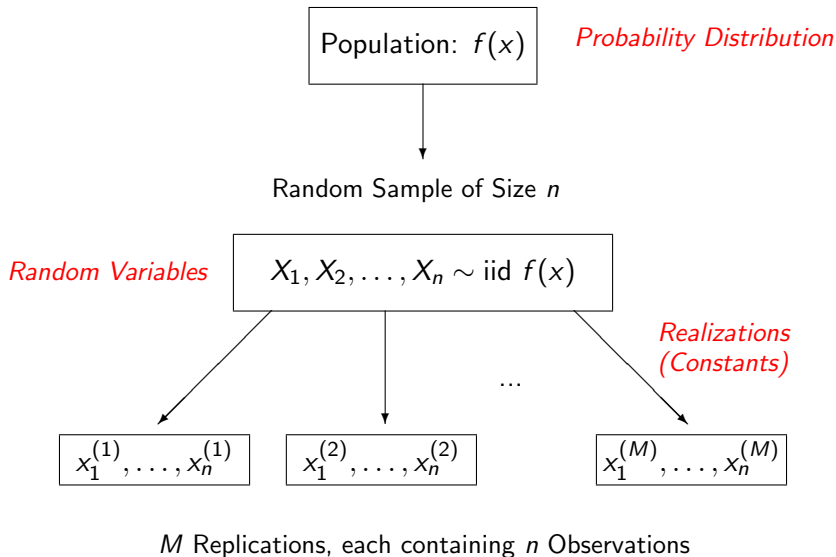 Population: f(x)
Probability Distribution
Random Sample of Size n
Random Variables
X₁, X₂, . . . , Xₙ ∼ iid f(x)
Realizations
(Constants)
...
x₁⁽¹⁾, . . . , xₙ⁽¹⁾
x₁⁽²⁾, . . . , xₙ⁽²⁾
x₁⁽ᴹ⁾, . . . , xₙ⁽ᴹ⁾
M Replications, each containing n Observations